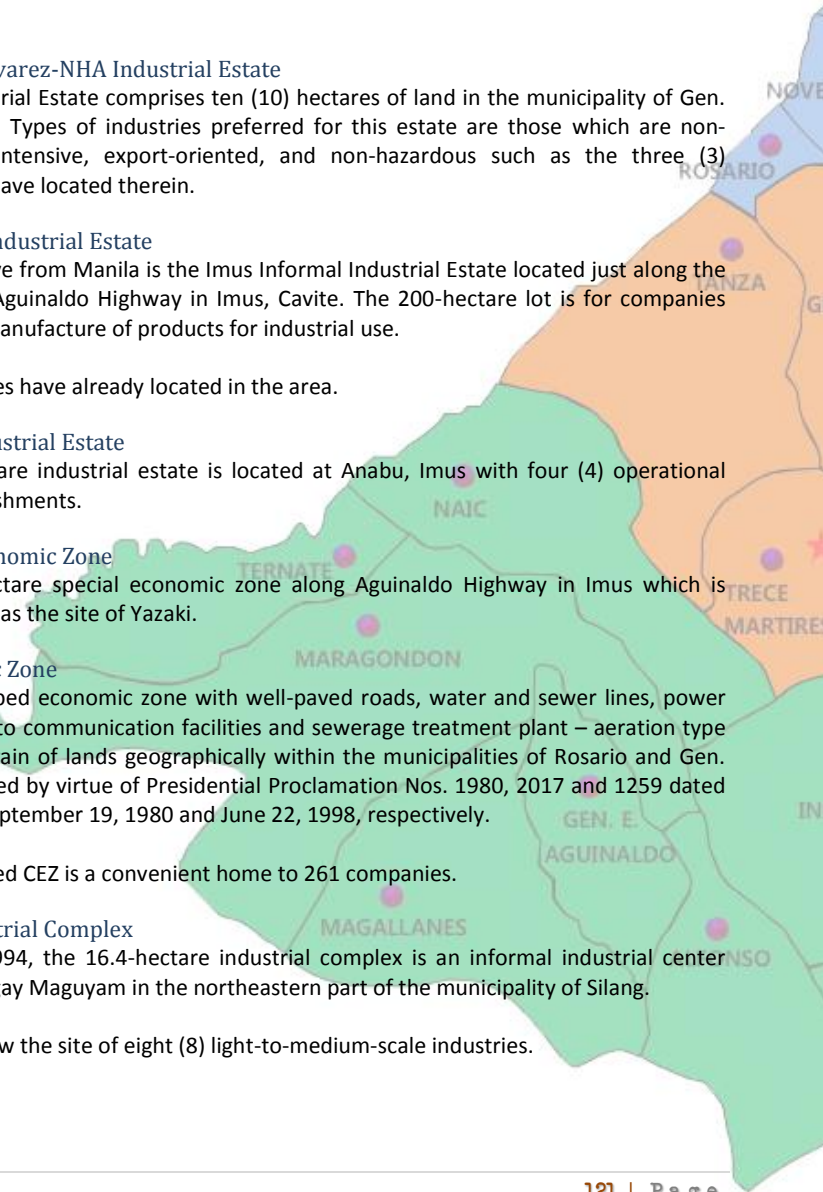 varez-NHA Industrial Estate
rial Estate comprises ten (10) hectares of land in the municipality of Gen.
Types of industries preferred for this estate are those which are non-
intensive, export-oriented, and non-hazardous such as the three (3)
ave located therein.
ndustrial Estate
ve from Manila is the Imus Informal Industrial Estate located just along the
Aguinaldo Highway in Imus, Cavite. The 200-hectare lot is for companies
anufacture of products for industrial use.
es have already located in the area.
ustrial Estate
are industrial estate is located at Anabu, Imus with four (4) operational
shments.
nomic Zone
ctare special economic zone along Aguinaldo Highway in Imus which is
as the site of Yazaki.
c Zone
ped economic zone with well-paved roads, water and sewer lines, power
to communication facilities and sewerage treatment plant – aeration type
ain of lands geographically within the municipalities of Rosario and Gen.
ed by virtue of Presidential Proclamation Nos. 1980, 2017 and 1259 dated
ptember 19, 1980 and June 22, 1998, respectively.
ed CEZ is a convenient home to 261 companies.
trial Complex
994, the 16.4-hectare industrial complex is an informal industrial center
gay Maguyam in the northeastern part of the municipality of Silang.
w the site of eight (8) light-to-medium-scale industries.
NOVE
ROSARIO
TANZA
G
NAIC
TERNATE
TRECE
MARTIRES
MARAGONDON
IN
GEN. E.
AGUINALDO
MAGALLANES
ALFONSO
121 | Page